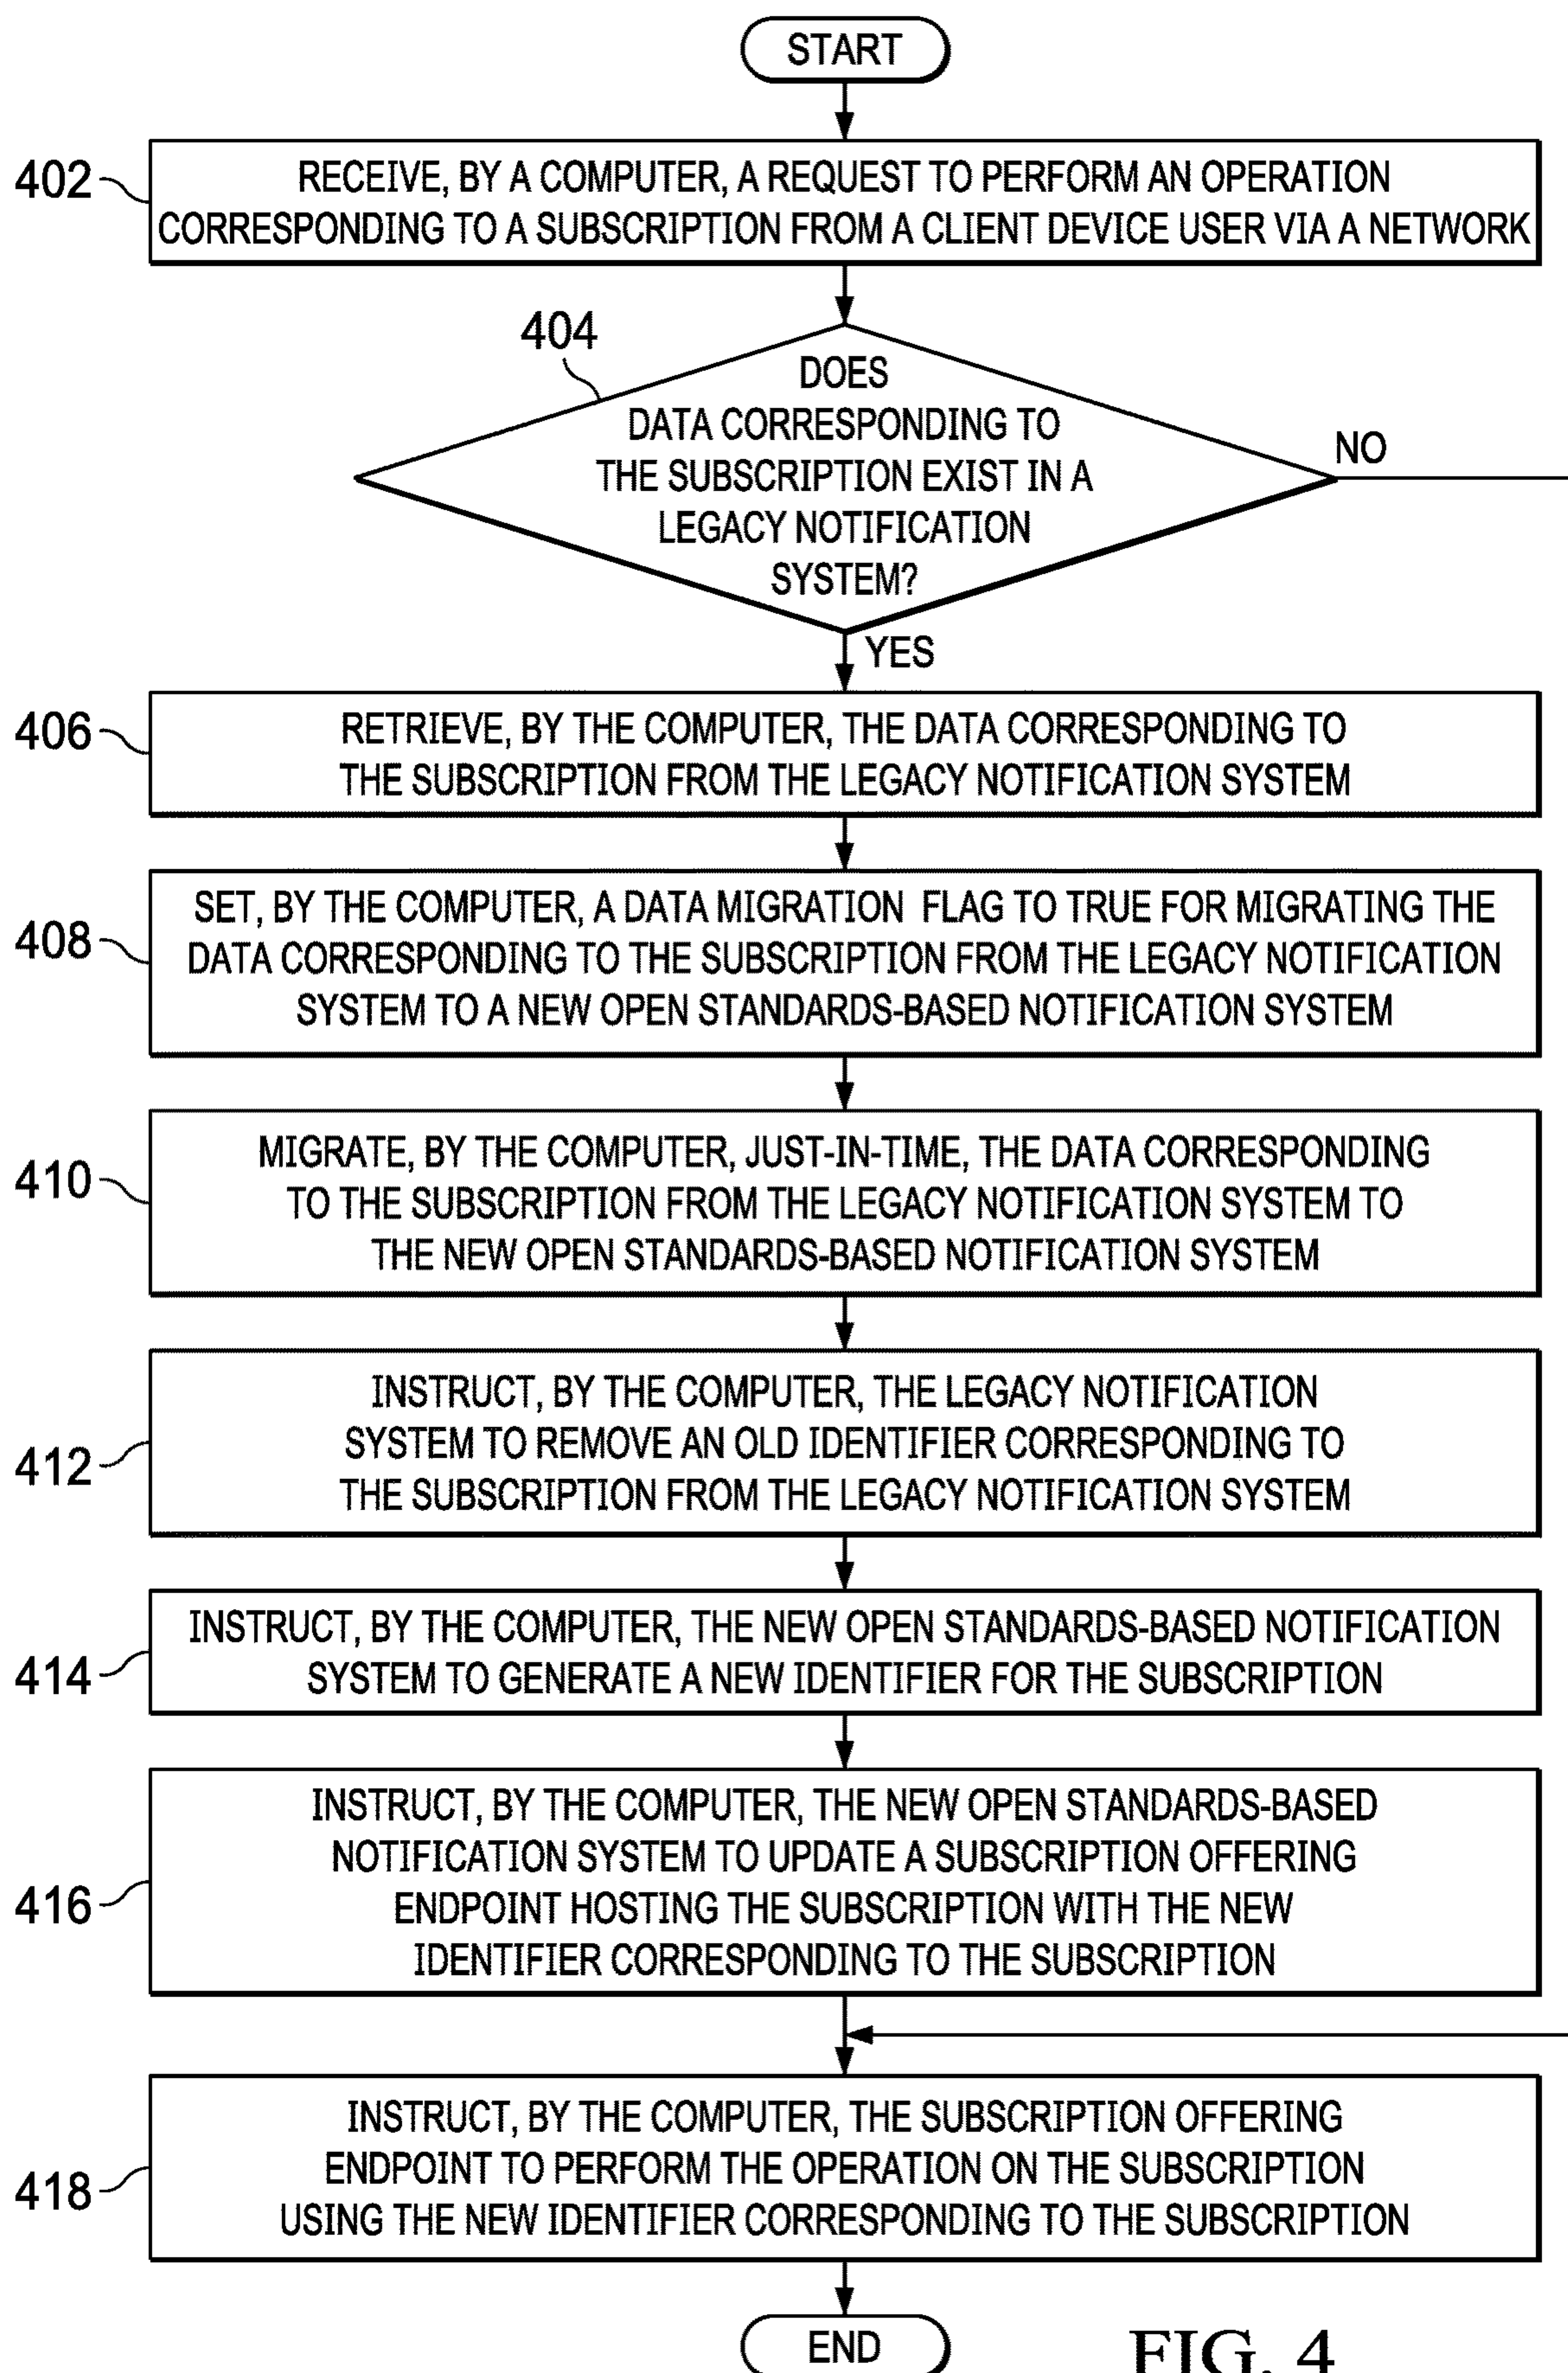 START
402
RECEIVE, BY A COMPUTER, A REQUEST TO PERFORM AN OPERATION
CORRESPONDING TO A SUBSCRIPTION FROM A CLIENT DEVICE USER VIA A NETWORK
404
DOES
DATA CORRESPONDING TO
THE SUBSCRIPTION EXIST IN A
LEGACY NOTIFICATION
SYSTEM?
NO
YES
406
RETRIEVE, BY THE COMPUTER, THE DATA CORRESPONDING TO
THE SUBSCRIPTION FROM THE LEGACY NOTIFICATION SYSTEM
408
SET, BY THE COMPUTER, A DATA MIGRATION FLAG TO TRUE FOR MIGRATING THE
DATA CORRESPONDING TO THE SUBSCRIPTION FROM THE LEGACY NOTIFICATION
SYSTEM TO A NEW OPEN STANDARDS-BASED NOTIFICATION SYSTEM
410
MIGRATE, BY THE COMPUTER, JUST-IN-TIME, THE DATA CORRESPONDING
TO THE SUBSCRIPTION FROM THE LEGACY NOTIFICATION SYSTEM TO
THE NEW OPEN STANDARDS-BASED NOTIFICATION SYSTEM
412
INSTRUCT, BY THE COMPUTER, THE LEGACY NOTIFICATION
SYSTEM TO REMOVE AN OLD IDENTIFIER CORRESPONDING TO
THE SUBSCRIPTION FROM THE LEGACY NOTIFICATION SYSTEM
414
INSTRUCT, BY THE COMPUTER, THE NEW OPEN STANDARDS-BASED NOTIFICATION
SYSTEM TO GENERATE A NEW IDENTIFIER FOR THE SUBSCRIPTION
416
INSTRUCT, BY THE COMPUTER, THE NEW OPEN STANDARDS-BASED
NOTIFICATION SYSTEM TO UPDATE A SUBSCRIPTION OFFERING
ENDPOINT HOSTING THE SUBSCRIPTION WITH THE NEW
IDENTIFIER CORRESPONDING TO THE SUBSCRIPTION
418
INSTRUCT, BY THE COMPUTER, THE SUBSCRIPTION OFFERING
ENDPOINT TO PERFORM THE OPERATION ON THE SUBSCRIPTION
USING THE NEW IDENTIFIER CORRESPONDING TO THE SUBSCRIPTION
END
FIG. 4